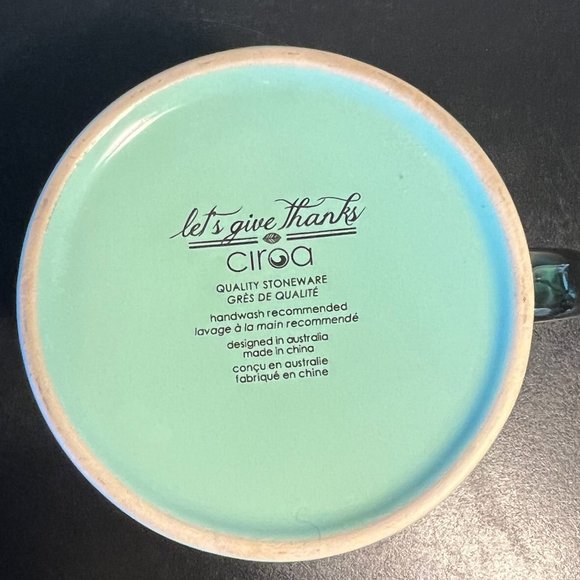 let's give thanks
ciroa
QUALITY STONEWARE
GRÈS DE QUALITÉ
handwash recommended
lavage à la main recommendé
designed in australia
made in china
conçu en australie
fabriqué en chine